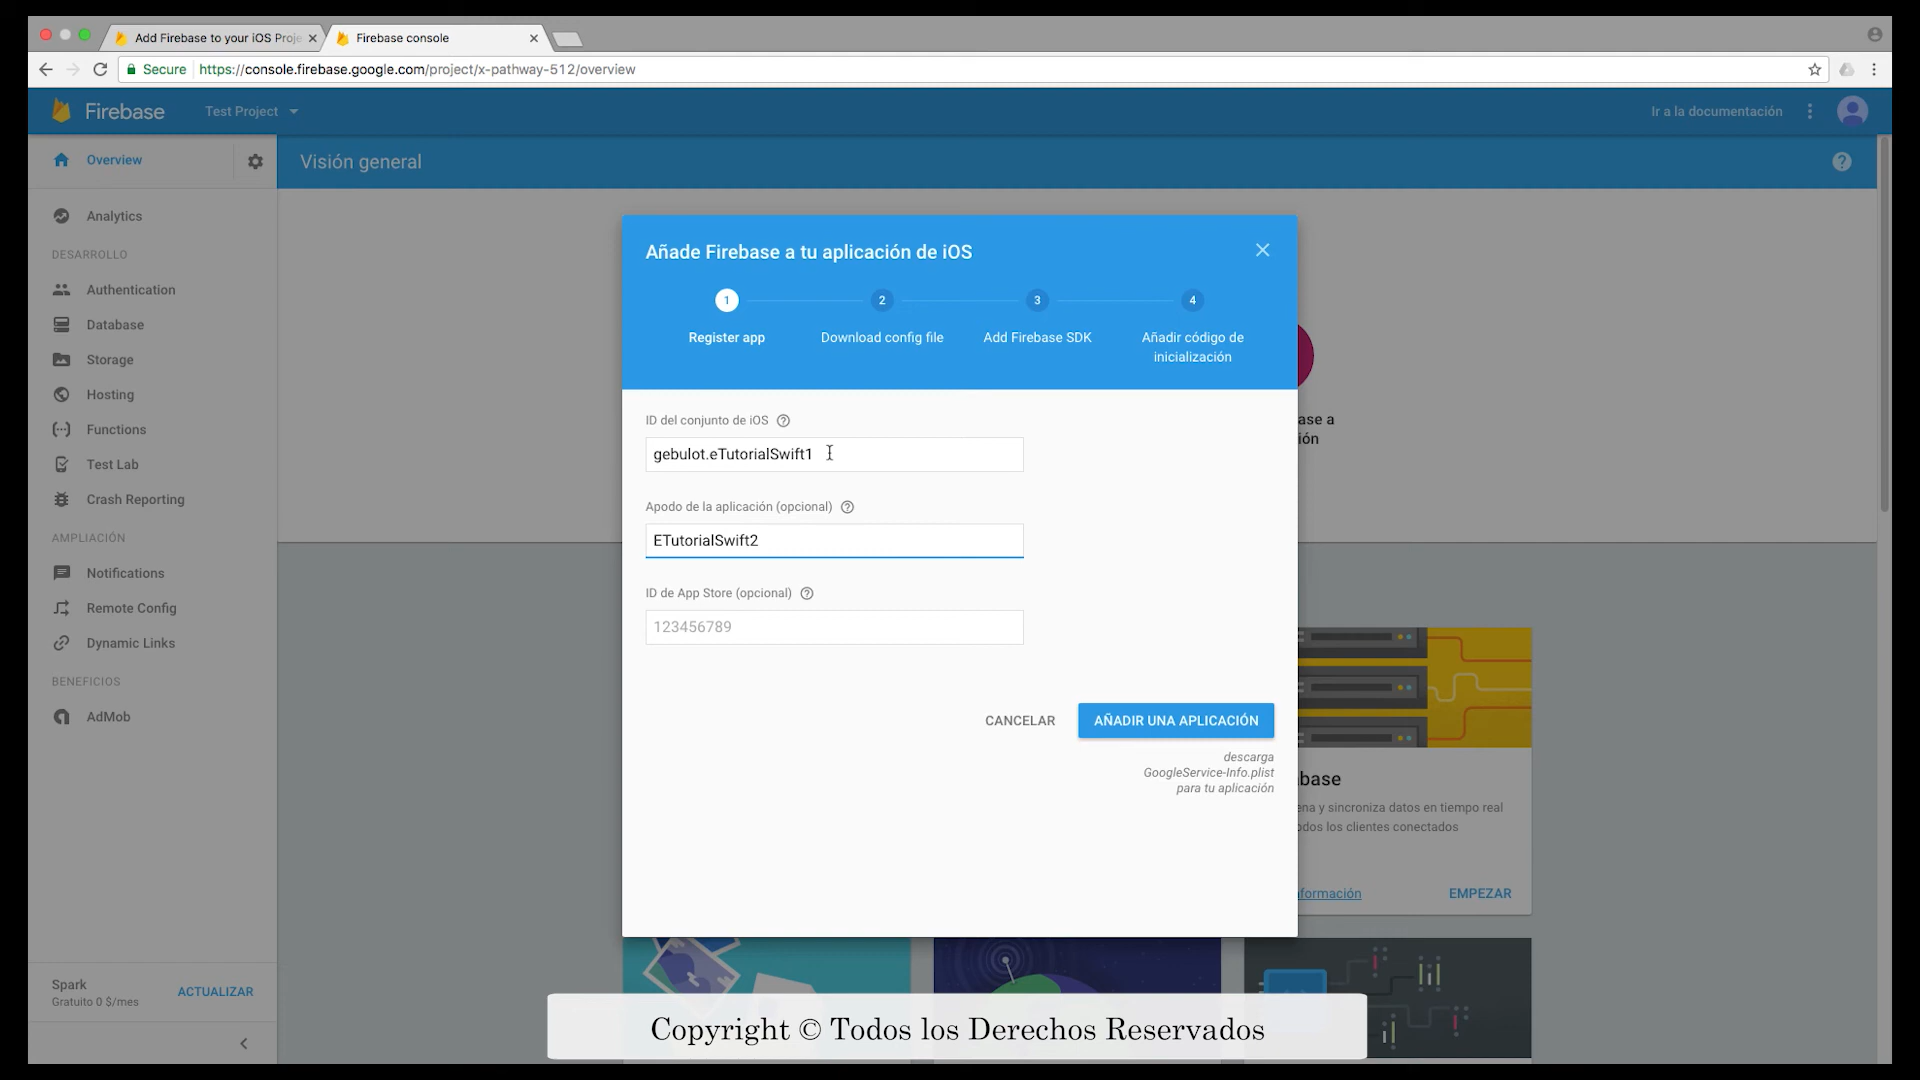 Add Firebase to your iOS Proje
Firebase console
Secure
https://console.firebase.google.com/project/x-pathway-512/overview
Firebase
Test Project
Ir a la documentación
Overview
Visión general
Analytics
DESARROLLO
Authentication
Database
Storage
Hosting
Functions
Test Lab
Crash Reporting
AMPLIACIÓN
Notifications
Remote Config
Dynamic Links
BENEFICIOS
AdMob
Spark
Gratuito 0 $/mes
ACTUALIZAR
Añade Firebase a tu aplicación de iOS
1
2
3
4
Register app
Download config file
Add Firebase SDK
Añadir código de
inicialización
ID del conjunto de iOS
gebulot.eTutorialSwift1
Apodo de la aplicación (opcional)
ETutorialSwift2
ID de App Store (opcional)
123456789
CANCELAR
AÑADIR UNA APLICACIÓN
descarga
GoogleService-Info.plist
para tu aplicación
ase a
ión
base
ena y sincroniza datos en tiempo real
odos los clientes conectados
nformación
EMPEZAR
Copyright © Todos los Derechos Reservados